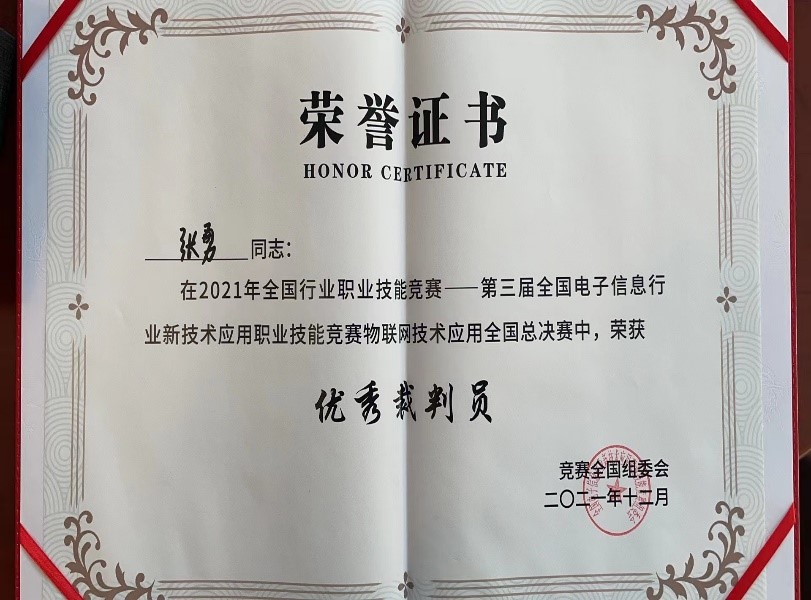 荣誉证书
HONOR CERTIFICATE
张勇同志：
在2021年全国行业职业技能竞赛——第三届全国电子信息行
业新技术应用职业技能竞赛物联网技术应用全国总决赛中，荣获
优秀裁判员
竞赛全国组委会
二〇二一年十二月